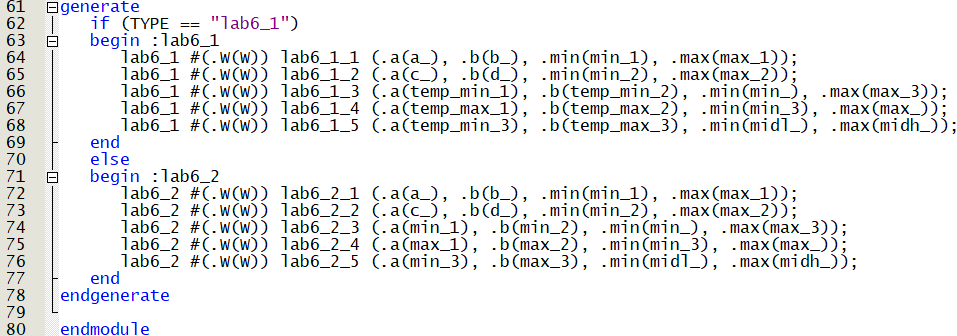 61 generate
62 if (TYPE == "lab6_1")
63 begin :lab6_1
64 lab6_1 #(.W(W)) lab6_1_1 (.a(a_), .b(b_), .min(min_1), .max(max_1));
65 lab6_1 #(.W(W)) lab6_1_2 (.a(c_), .b(d_), .min(min_2), .max(max_2));
66 lab6_1 #(.W(W)) lab6_1_3 (.a(temp_min_1), .b(temp_min_2), .min(min_), .max(max_3));
67 lab6_1 #(.W(W)) lab6_1_4 (.a(temp_max_1), .b(temp_max_2), .min(min_3), .max(max_));
68 lab6_1 #(.W(W)) lab6_1_5 (.a(temp_min_3), .b(temp_max_3), .min(midl_), .max(midh_));
69 end
70 else
71 begin :lab6_2
72 lab6_2 #(.W(W)) lab6_2_1 (.a(a_), .b(b_), .min(min_1), .max(max_1));
73 lab6_2 #(.W(W)) lab6_2_2 (.a(c_), .b(d_), .min(min_2), .max(max_2));
74 lab6_2 #(.W(W)) lab6_2_3 (.a(min_1), .b(min_2), .min(min_), .max(max_3));
75 lab6_2 #(.W(W)) lab6_2_4 (.a(max_1), .b(max_2), .min(min_3), .max(max_));
76 lab6_2 #(.W(W)) lab6_2_5 (.a(min_3), .b(max_3), .min(midl_), .max(midh_));
77 end
78 endgenerate
79
80 endmodule